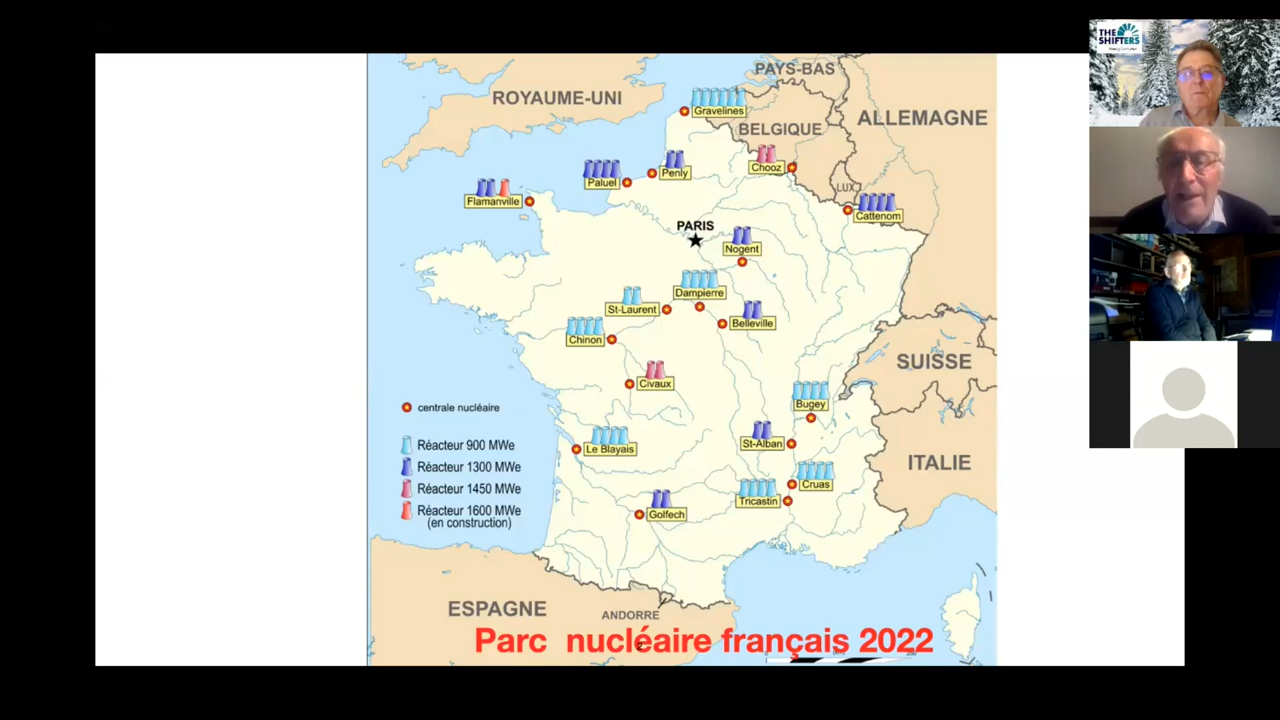 THE
SHIFTERS
PAYS-BAS
ROYAUME-UNI
Gravelines
ALLEMAGNE
BELGIQUE
Chooz
Penly
Paluel
LUX
Flamanville
Cattenom
PARIS
Nogent
Dampierre
St-Laurent
Belleville
Chinon
SUISSE
Civaux
Bugey
centrale nucléaire
Réacteur 900 MWe
Le Blayais
St-Alban
Réacteur 1300 MWe
ITALIE
Réacteur 1450 MWe
Cruas
Tricastin
Réacteur 1600 MWe
(en construction)
Golfech
ESPAGNE
ANDORRE
Parc nucléaire français 2022
2